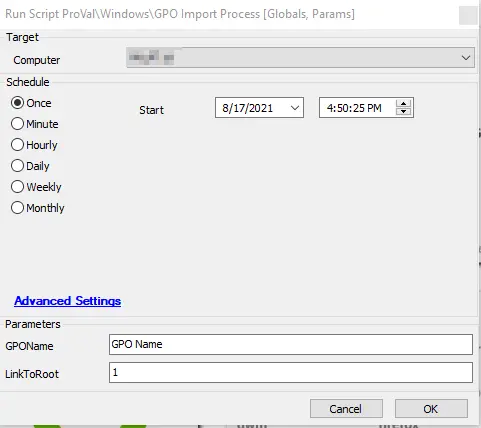 Run Script ProVal\Windows\GPO Import Process [Globals, Params]
Target
Computer
Schedule
Once
Start
8/17/2021
4:50:25 PM
Minute
Hourly
Daily
Weekly
Monthly
Advanced Settings
Parameters
GPOName
GPO Name
LinkToRoot
1
Cancel
OK